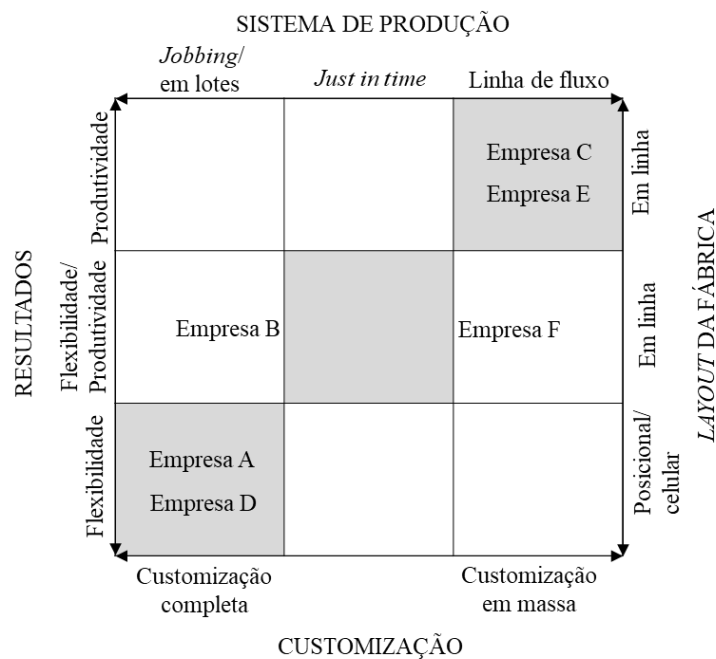 SISTEMA DE PRODUÇÃO
Jobbing/
em lotes
Just in time
Linha de fluxo
RESULTADOS
Produtividade
Flexibilidade/
Produtividade
Flexibilidade
Empresa C
Empresa E
Empresa B
Empresa F
Empresa A
Empresa D
Em linha
Em linha
Posicional/
celular
LAYOUT DA FÁBRICA
Customização
completa
Customização
em massa
CUSTOMIZAÇÃO